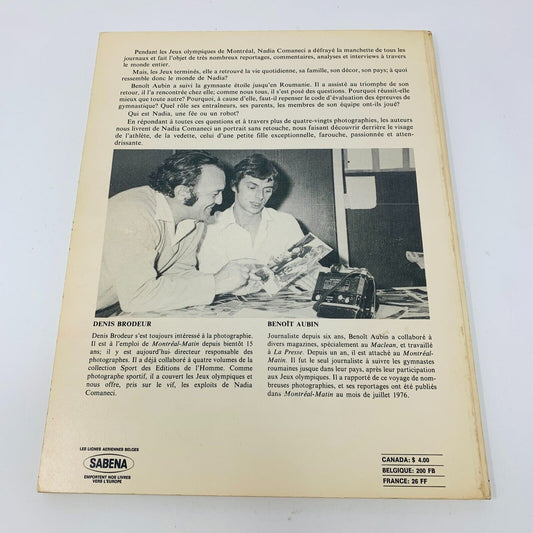 Pendant les Jeux olympiques de Montréal, Nadia Comaneci a défrayé la manchette de tous les
journaux et fait l'objet de très nombreux reportages, commentaires, analyses et interviews à travers
le monde entier.
Mais, les Jeux terminés, elle a retrouvé la vie quotidienne, sa famille, son décor, son pays; à quoi
ressemble donc le monde de Nadia?
Benoît Aubin a suivi la gymnaste étoile jusqu'en Roumanie. Il a assisté au triomphe de son
retour, il l'a rencontrée chez elle; comme nous tous, il s'est posé des questions. Pourquoi réussit-elle
mieux que toute autre? Pourquoi, à cause d'elle, faut-il repenser le code d'évaluation des épreuves de
gymnastique? Quel rôle ses entraîneurs, ses parents, les membres de son équipe ont-ils joué?
Qui est Nadia, une fée ou un robot?
En répondant à toutes ces questions et à travers plus de quatre-vingts photographies, les auteurs
nous livrent de Nadia Comaneci un portrait sans retouche, nous faisant découvrir derrière le visage
de l'athlète, de la vedette, celui d'une petite fille exceptionnelle, farouche, passionnée et atten-
drissante.
DENIS BRODEUR
Denis Brodeur s'est toujours intéressé à la photographie.
Il est à l'emploi de Montréal-Matin depuis bientôt 15
ans; il y est aujourd'hui directeur responsable des
photographes. Il a déjà collaboré à quatre volumes de la
collection Sport des Editions de l'Homme. Comme
photographe sportif, il a couvert les Jeux olympiques et
nous offre, pris sur le vif, les exploits de Nadia
Comaneci.
BENOÎT AUBIN
Journaliste depuis six ans, Benoît Aubin a collaboré à
divers magazines, spécialement au Maclean, et travaillé
à La Presse. Depuis un an, il est attaché au Montréal-
Matin. Il fut le seul journaliste à suivre les gymnastes
roumaines jusque dans leur pays, après leur participation
aux Jeux olympiques. Il a rapporté de ce voyage de nom-
breuses photographies, et ses reportages ont été publiés
dans Montréal-Matin au mois de juillet 1976.
LES LIGNES AERIENNES BELGES
SABENA
EMPORTENT NOS LIVRES
VERS L'EUROPE
CANADA: $ 4.00
BELGIQUE: 200 FB
FRANCE: 26 FF